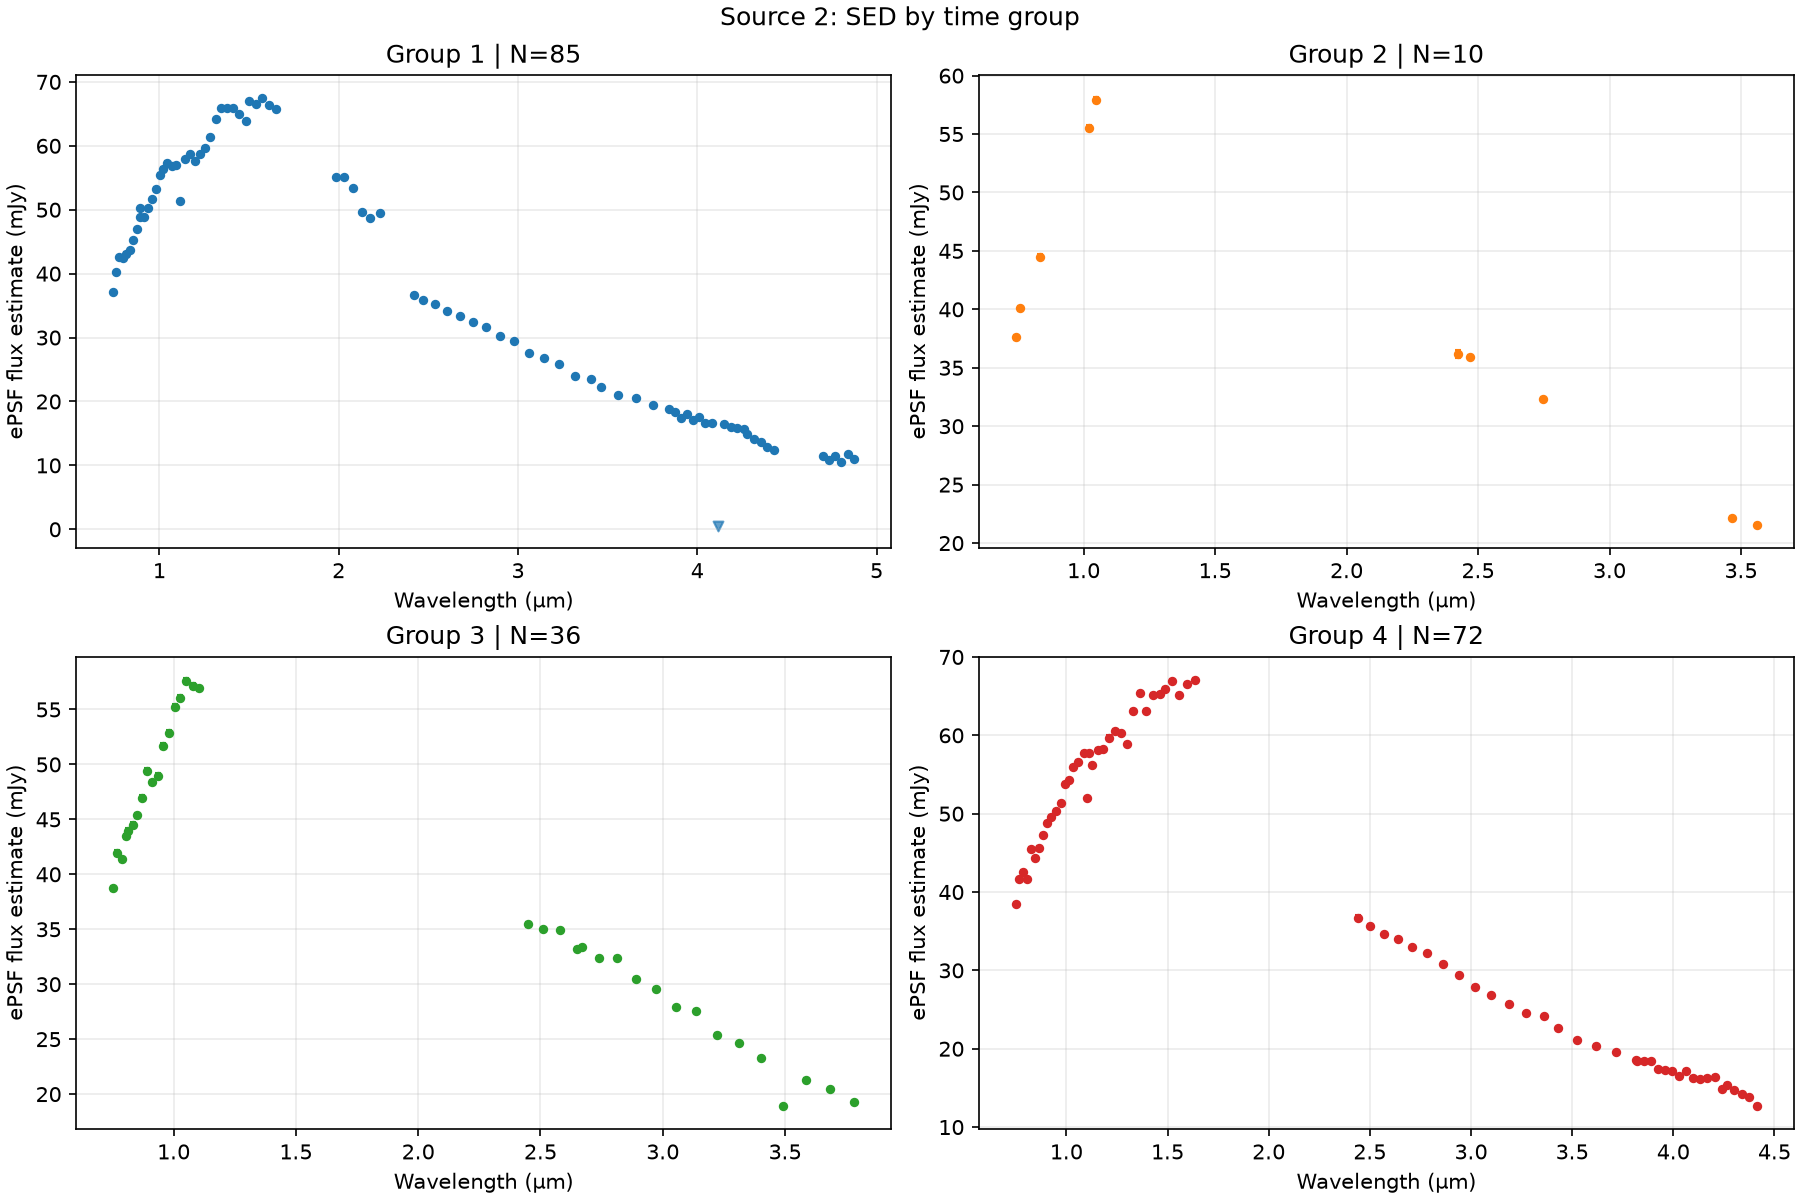 Source 2: SED by time group
Group 1 | N=85
70
60
50
40
30
20
10
0
ePSF flux estimate (mJy)
1 2 3 4 5
Wavelength (µm)
Group 2 | N=10
60
55
50
45
40
35
30
25
20
ePSF flux estimate (mJy)
1.0 1.5 2.0 2.5 3.0 3.5
Wavelength (µm)
Group 3 | N=36
55
50
45
40
35
30
25
20
ePSF flux estimate (mJy)
1.0 1.5 2.0 2.5 3.0 3.5
Wavelength (µm)
Group 4 | N=72
70
60
50
40
30
20
10
ePSF flux estimate (mJy)
1.0 1.5 2.0 2.5 3.0 3.5 4.0 4.5
Wavelength (µm)